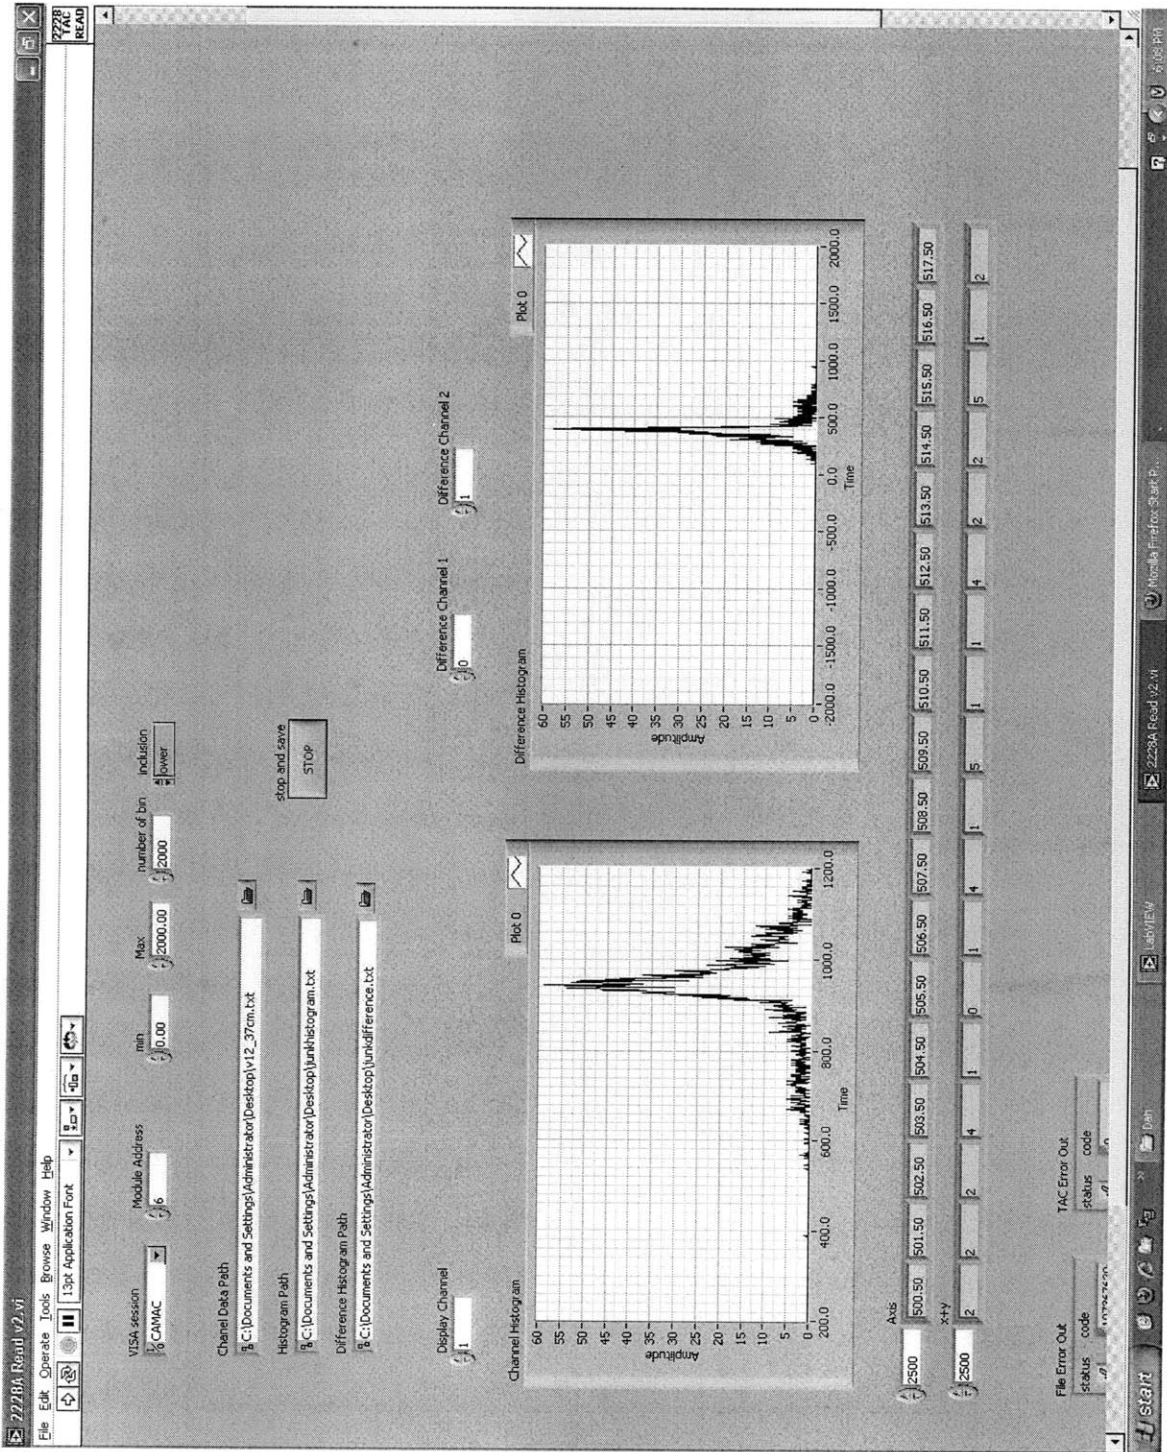 2228A Read v2.vi
File Edit Operate Tools Browse Window Help
13pt Application Font
2228
TAC
READ
VISA session
CAMAC
Module Address
6
min
0.00
Max
2000.00
number of bin
2000
inclusion
lower
Chanel Data Path
C:\Documents and Settings\Administrator\Desktop\v12_37cm.txt
Histogram Path
C:\Documents and Settings\Administrator\Desktop\junkhistogram.txt
Difference Histogram Path
C:\Documents and Settings\Administrator\Desktop\junkdifference.txt
stop and save
STOP
Display Channel
1
Difference Channel 1
0
Difference Channel 2
1
Channel Histogram
Plot 0
60
55
50
45
40
35
30
25
20
15
10
5
0
Amplitude
200.0 400.0 600.0 800.0 1000.0 1200.0
Time
Difference Histogram
Plot 0
60
55
50
45
40
35
30
25
20
15
10
5
0
Amplitude
-2000.0 -1500.0 -1000.0 -500.0 0.0 500.0 1000.0 1500.0 2000.0
Time
Axis
2500 500.50 501.50 502.50 503.50 504.50 505.50 506.50 507.50 508.50 509.50 510.50 511.50 512.50 513.50 514.50 515.50 516.50 517.50
x-y
2500 2 2 2 4 1 0 1 4 1 5 1 1 4 2 2 5 1 2
File Error Out
status code
TAC Error Out
status code
start
Dan
LabVIEW
2228A Read v2.vi
Mozilla Firefox Start P...
6:08 PM